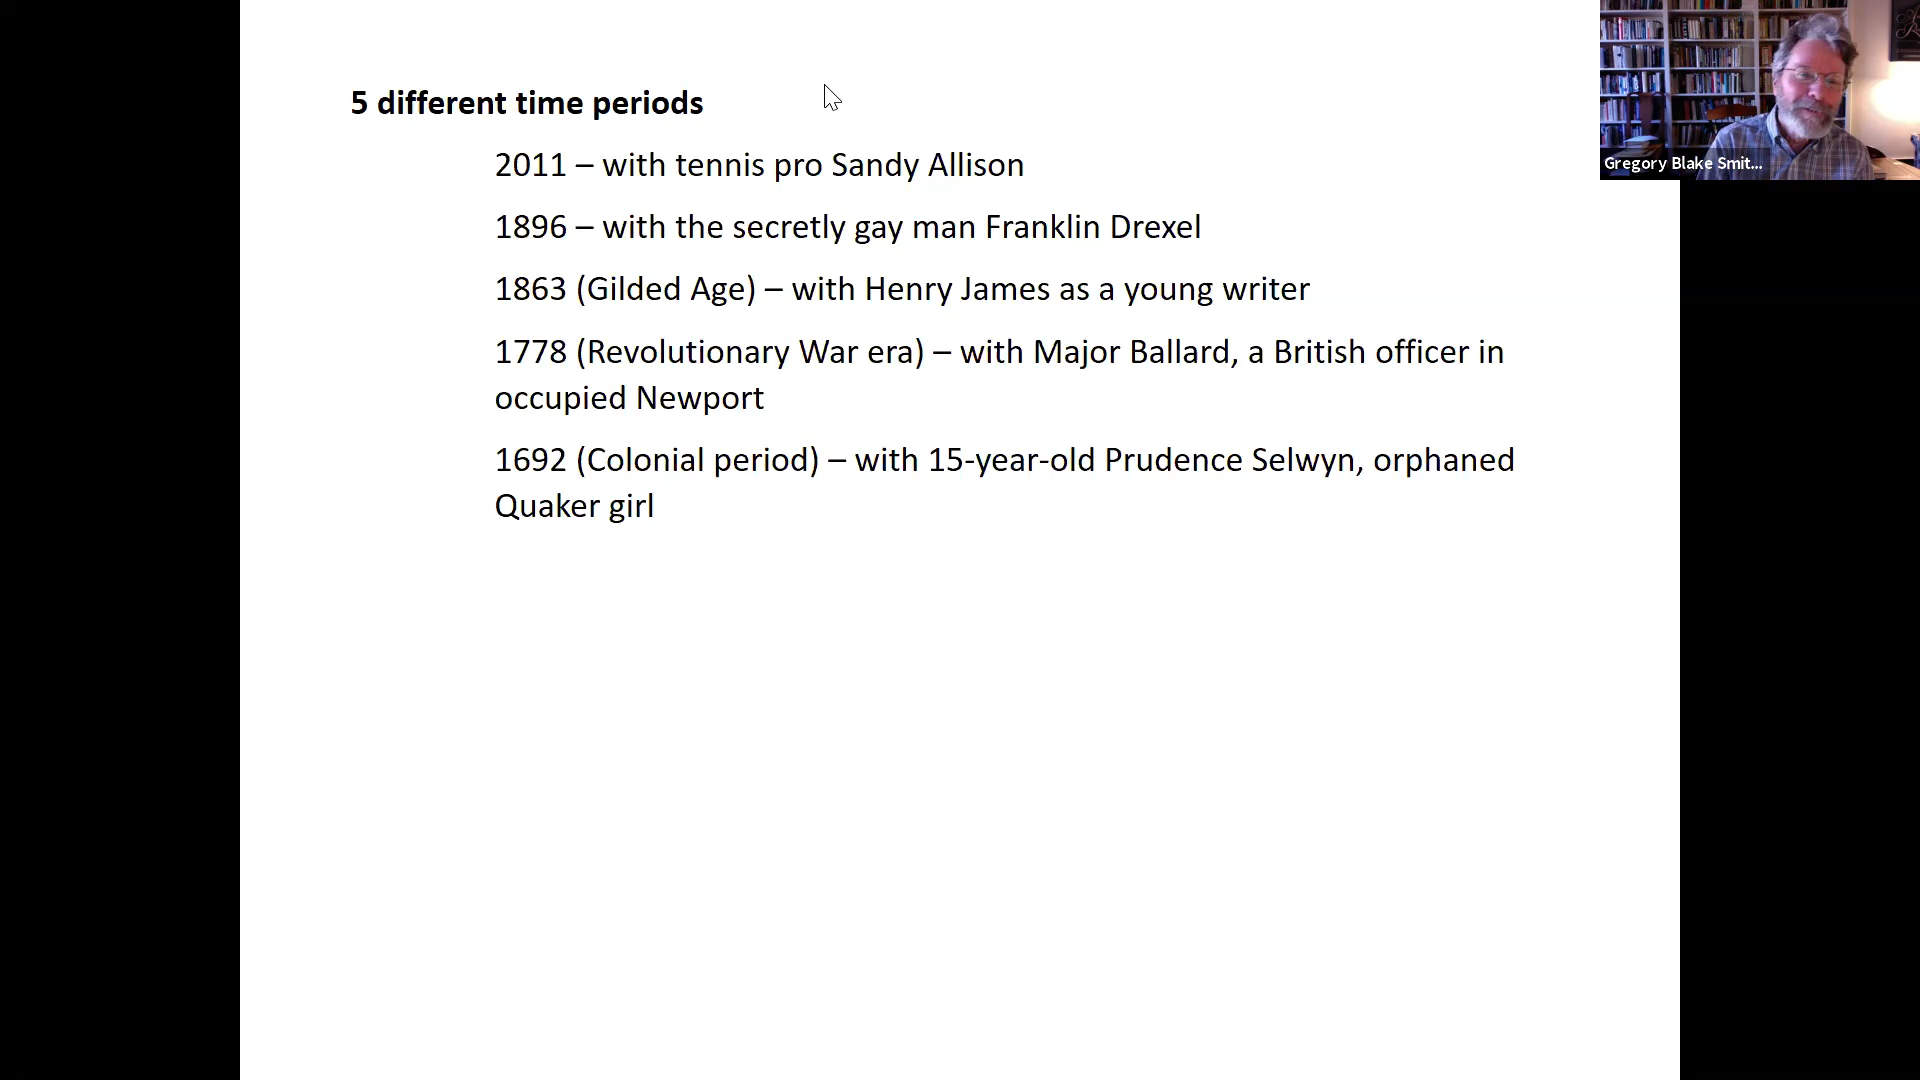 5 different time periods
2011 – with tennis pro Sandy Allison
1896 – with the secretly gay man Franklin Drexel
1863 (Gilded Age) – with Henry James as a young writer
1778 (Revolutionary War era) – with Major Ballard, a British officer in
occupied Newport
1692 (Colonial period) – with 15-year-old Prudence Selwyn, orphaned
Quaker girl
Gregory Blake Smit...